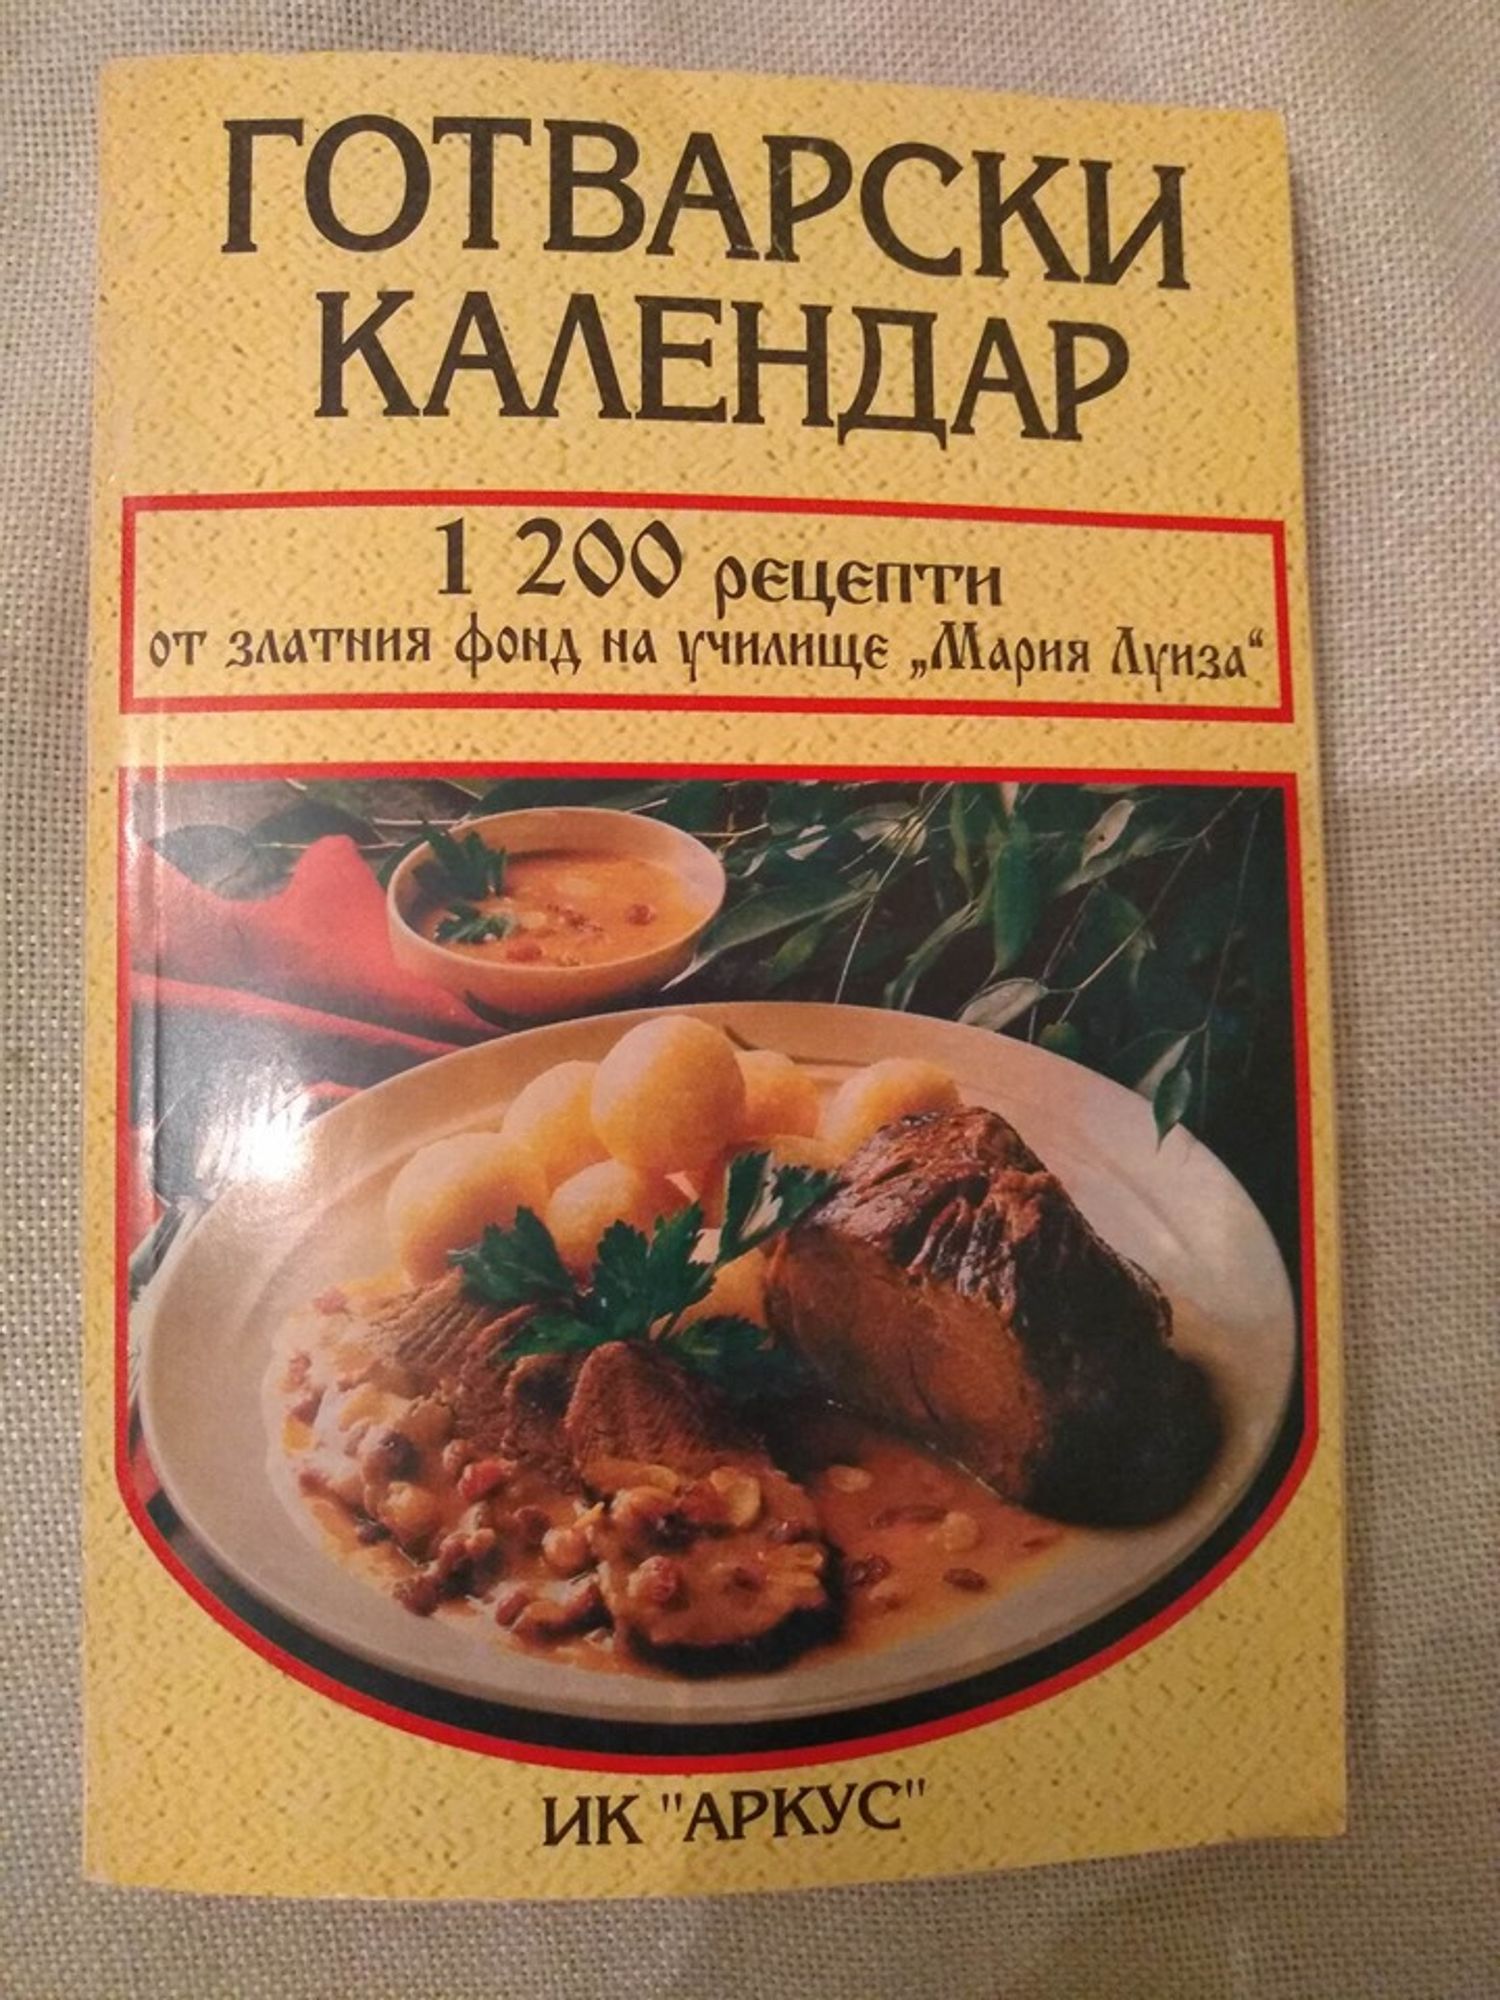 ГОТВАРСКИ
КАЛЕНДАР
1 200 рецепти
от златния фонд на училище „Мария Луиза“
ИК "АРКУС"